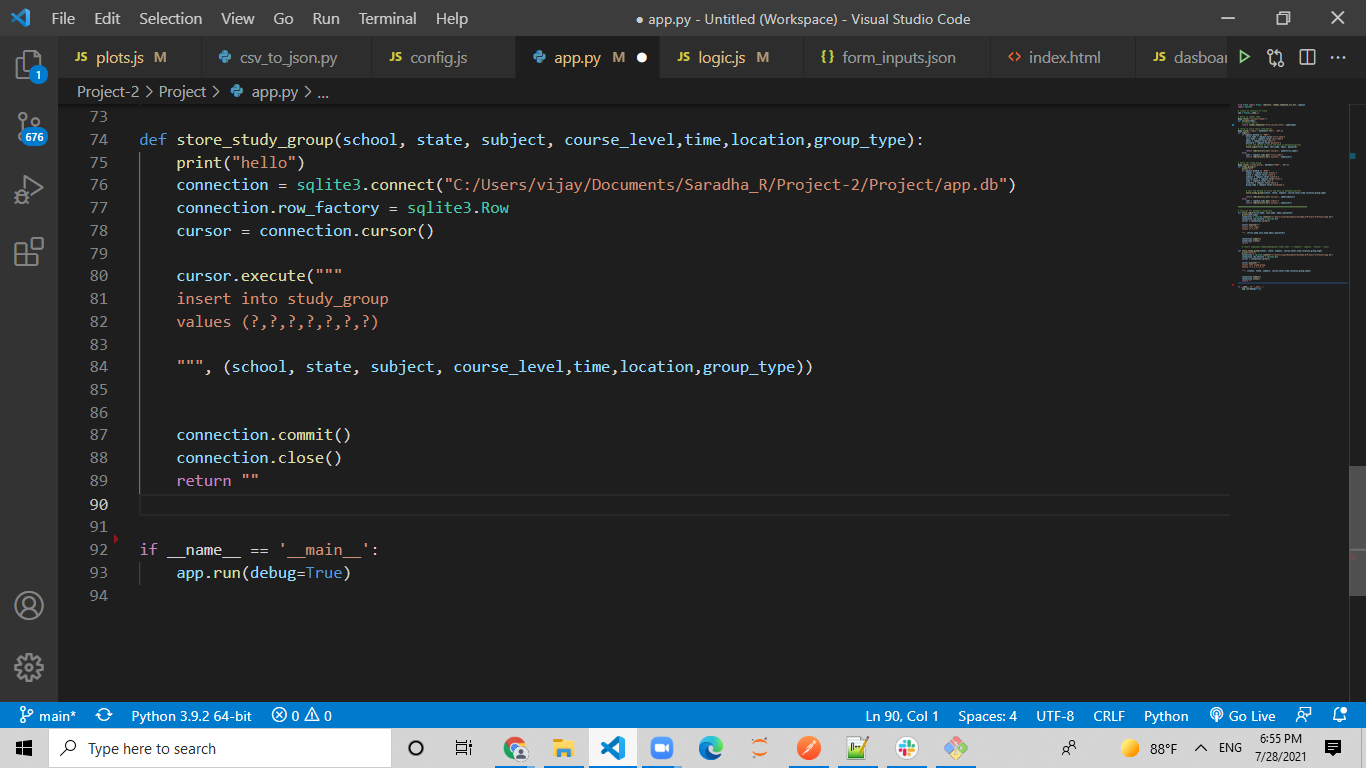 File Edit Selection View Go Run Terminal Help ● app.py - Untitled (Workspace) - Visual Studio Code
JS plots.js M csv_to_json.py JS config.js app.py M ● JS logic.js M {} form_inputs.json <> index.html JS dasboar
Project-2 > Project > app.py > ...
73
74 def store_study_group(school, state, subject, course_level,time,location,group_type):
75 print("hello")
76 connection = sqlite3.connect("C:/Users/vijay/Documents/Saradha_R/Project-2/Project/app.db")
77 connection.row_factory = sqlite3.Row
78 cursor = connection.cursor()
79
80 cursor.execute("""
81 insert into study_group
82 values (?,?,?,?,?,?,?)
83
84 """, (school, state, subject, course_level,time,location,group_type))
85
86
87 connection.commit()
88 connection.close()
89 return ""
90
91
92 if __name__ == '__main__':
93 app.run(debug=True)
94
1
676
main* Python 3.9.2 64-bit 0 0 Ln 90, Col 1 Spaces: 4 UTF-8 CRLF Python Go Live
Type here to search 88°F ENG 6:55 PM
7/28/2021